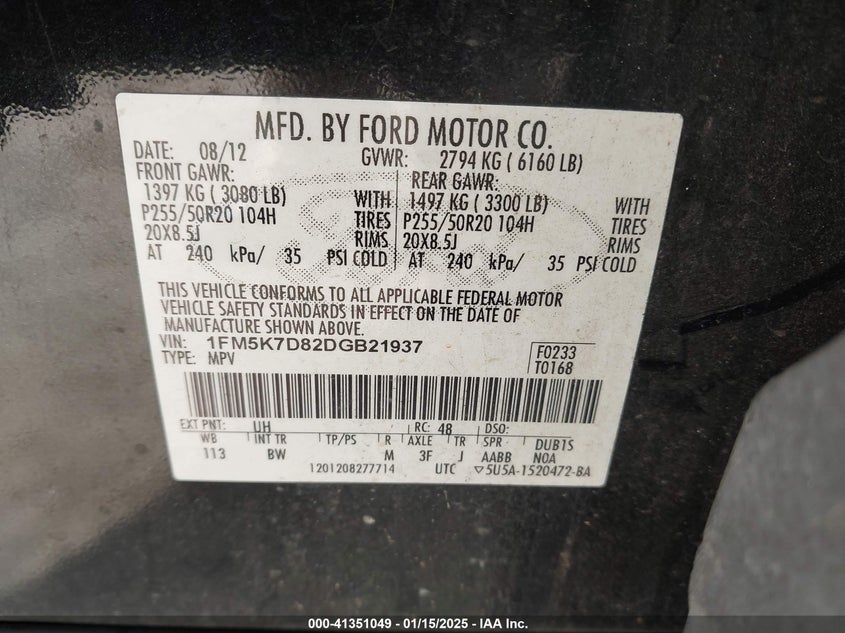 MFD. BY FORD MOTOR CO.
DATE: 08/12 GVWR: 2794 KG ( 6160 LB)
FRONT GAWR: REAR GAWR:
1397 KG ( 3080 LB) WITH 1497 KG ( 3300 LB) WITH
P255/50R20 104H TIRES P255/50R20 104H TIRES
20X8.5J RIMS 20X8.5J RIMS
AT 240 kPa/ 35 PSI COLD AT 240 kPa/ 35 PSI COLD
THIS VEHICLE CONFORMS TO ALL APPLICABLE FEDERAL MOTOR
VEHICLE SAFETY STANDARDS IN EFFECT ON THE DATE OF
MANUFACTURE SHOWN ABOVE.
VIN: 1FM5K7D82DGB21937
TYPE: MPV
F0233
T0168
EXT PNT: UH RC: 48 DSO:
WB INT TR TP/PS R AXLE TR SPR DUB1S
113 BW M 3F J AABB NOA
1201208277714 UTC ▽5U5A-1520472-BA
000-41351049 - 01/15/2025 - IAA Inc.